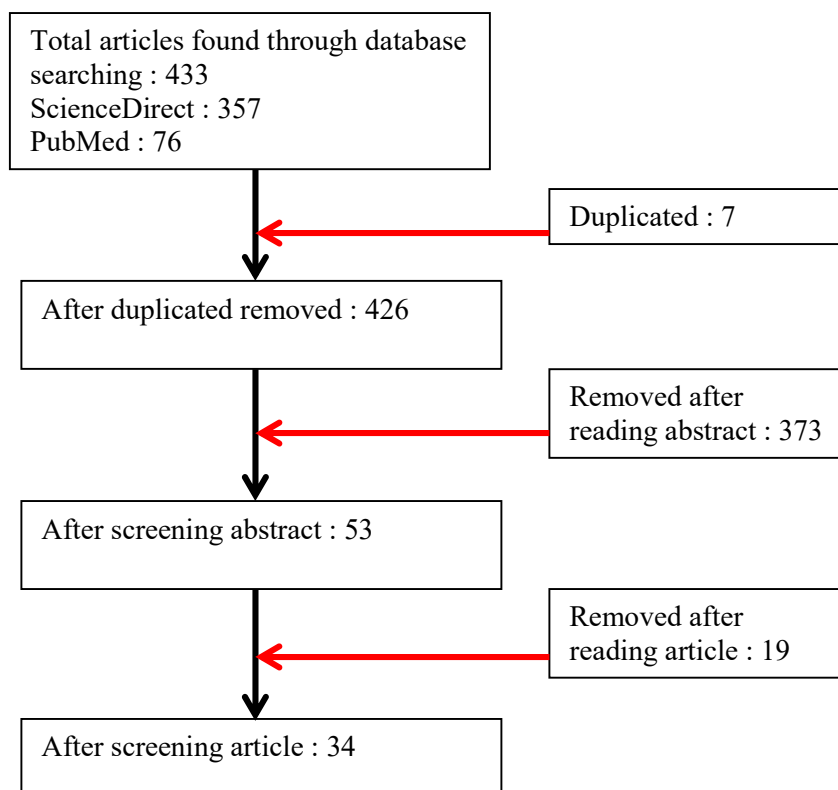 Total articles found through database
searching : 433
ScienceDirect : 357
PubMed : 76
Duplicated : 7
After duplicated removed : 426
Removed after
reading abstract : 373
After screening abstract : 53
Removed after
reading article : 19
After screening article : 34